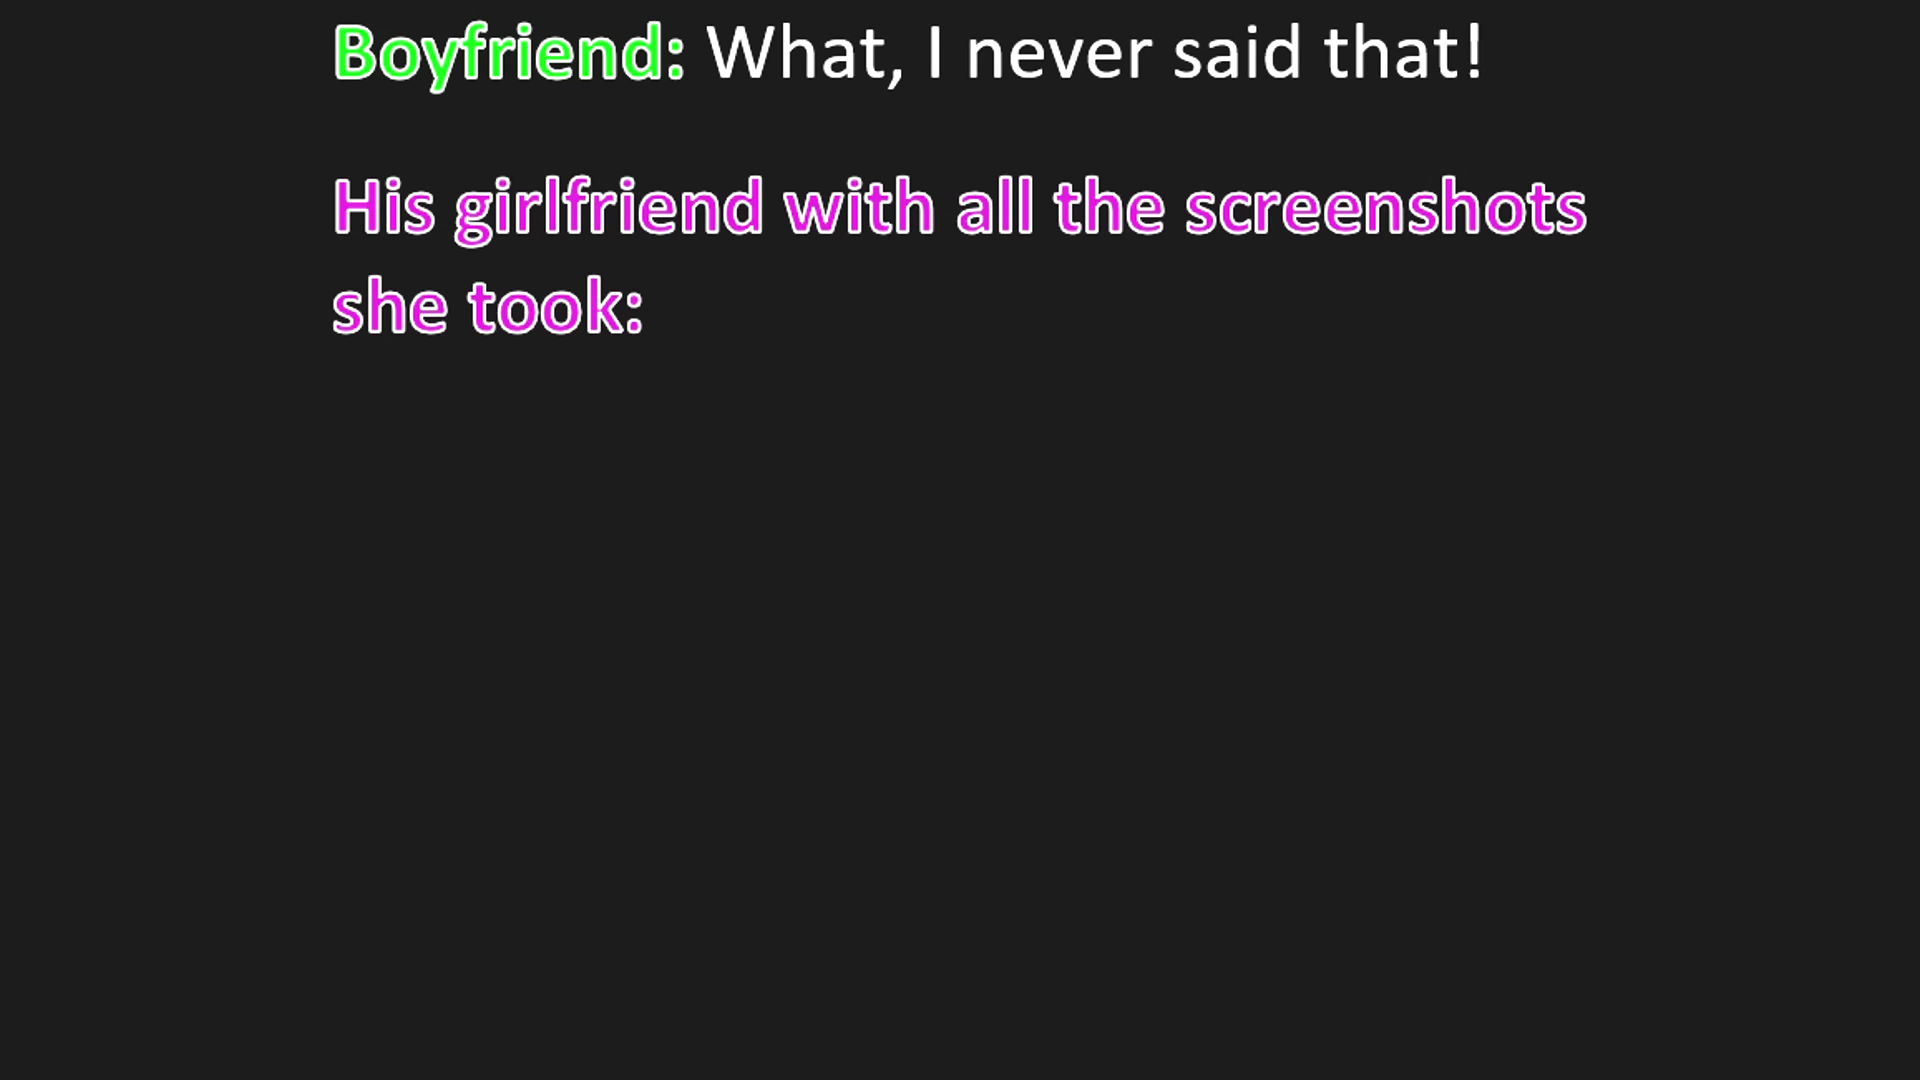 Boyfriend: What, I never said that!
His girlfriend with all the screenshots
she took: